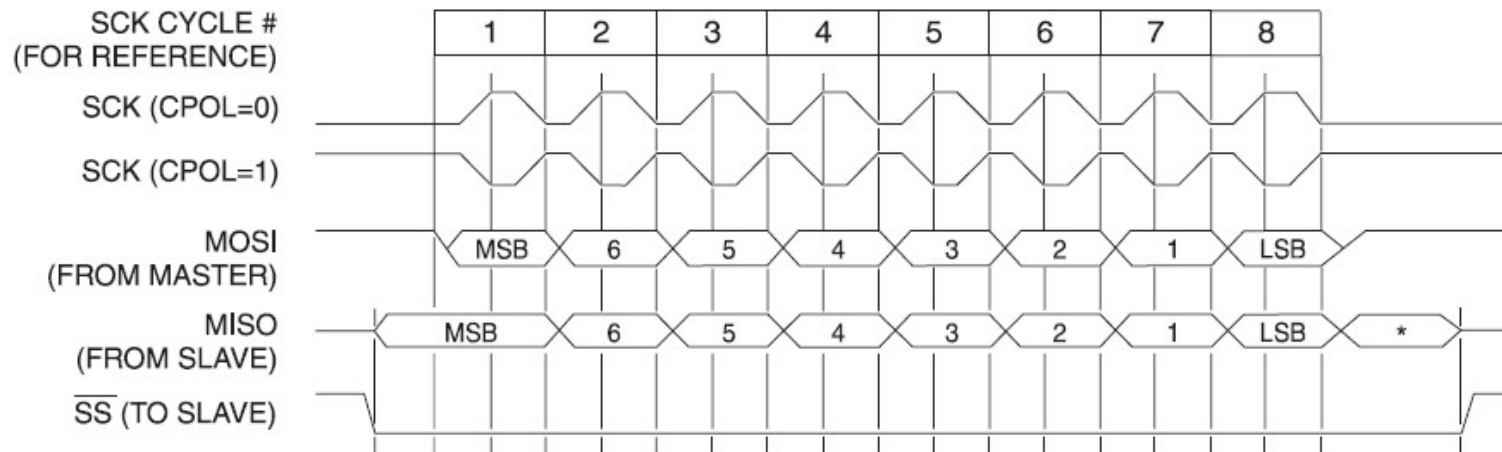 SCK CYCLE #
(FOR REFERENCE)
1 2 3 4 5 6 7 8
SCK (CPOL=0)
SCK (CPOL=1)
MOSI
(FROM MASTER)
MSB 6 5 4 3 2 1 LSB
MISO
(FROM SLAVE)
MSB 6 5 4 3 2 1 LSB *
SS (TO SLAVE)